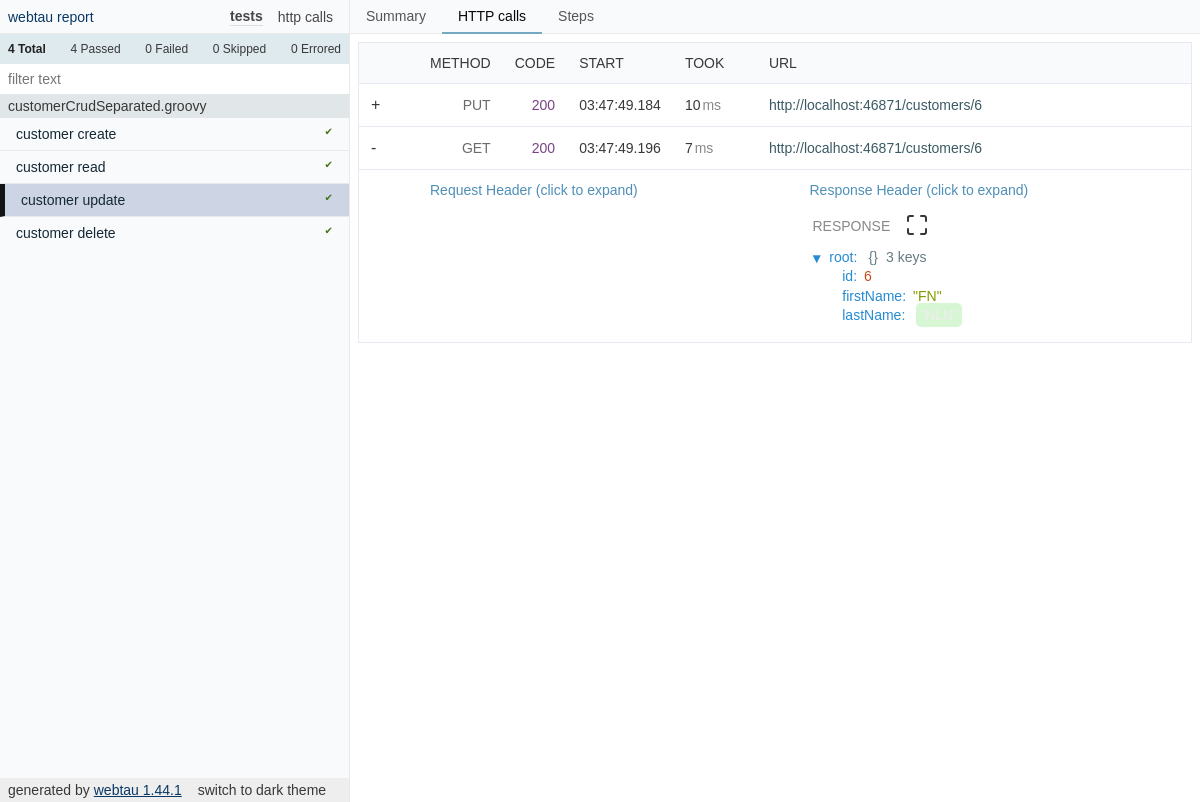 webtau report tests http calls
4 Total 4 Passed 0 Failed 0 Skipped 0 Errored
filter text
customerCrudSeparated.groovy
customer create ✔
customer read ✔
customer update ✔
customer delete ✔
generated by webtau 1.44.1 switch to dark theme
Summary HTTP calls Steps
METHOD CODE START TOOK URL
+ PUT 200 03:47:49.184 10 ms http://localhost:46871/customers/6
- GET 200 03:47:49.196 7 ms http://localhost:46871/customers/6
Request Header (click to expand) Response Header (click to expand)
RESPONSE
▼ root: {} 3 keys
id: 6
firstName: "FN"
lastName: "NLN"